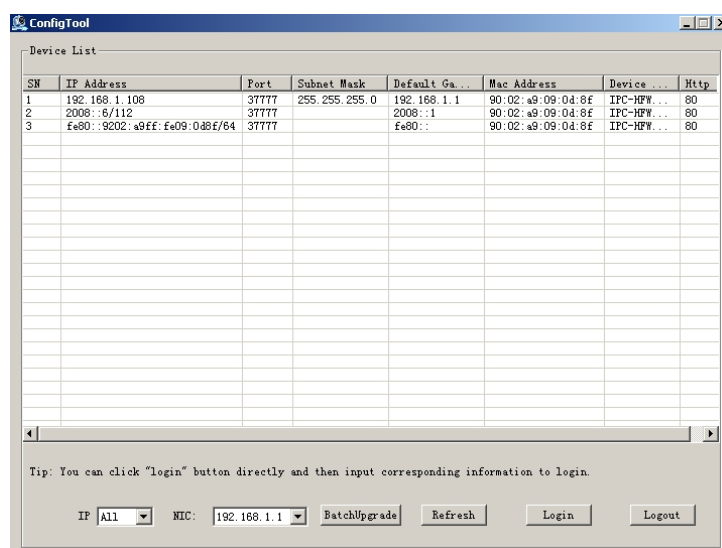 ConfigTool
Device List
SN IP Address Port Subnet Mask Default Ga... Mac Address Device ... Http
1 192.168.1.108 37777 255.255.255.0 192.168.1.1 90:02:a9:09:0d:8f IPC-HFW... 80
2 2008::6/112 37777 2008::1 90:02:a9:09:0d:8f IPC-HFW... 80
3 fe80::9202:a9ff:fe09:0d8f/64 37777 fe80:: 90:02:a9:09:0d:8f IPC-HFW... 80
Tip: You can click "login" button directly and then input corresponding information to login.
IP All NIC: 192.168.1.1 BatchUpgrade Refresh Login Logout